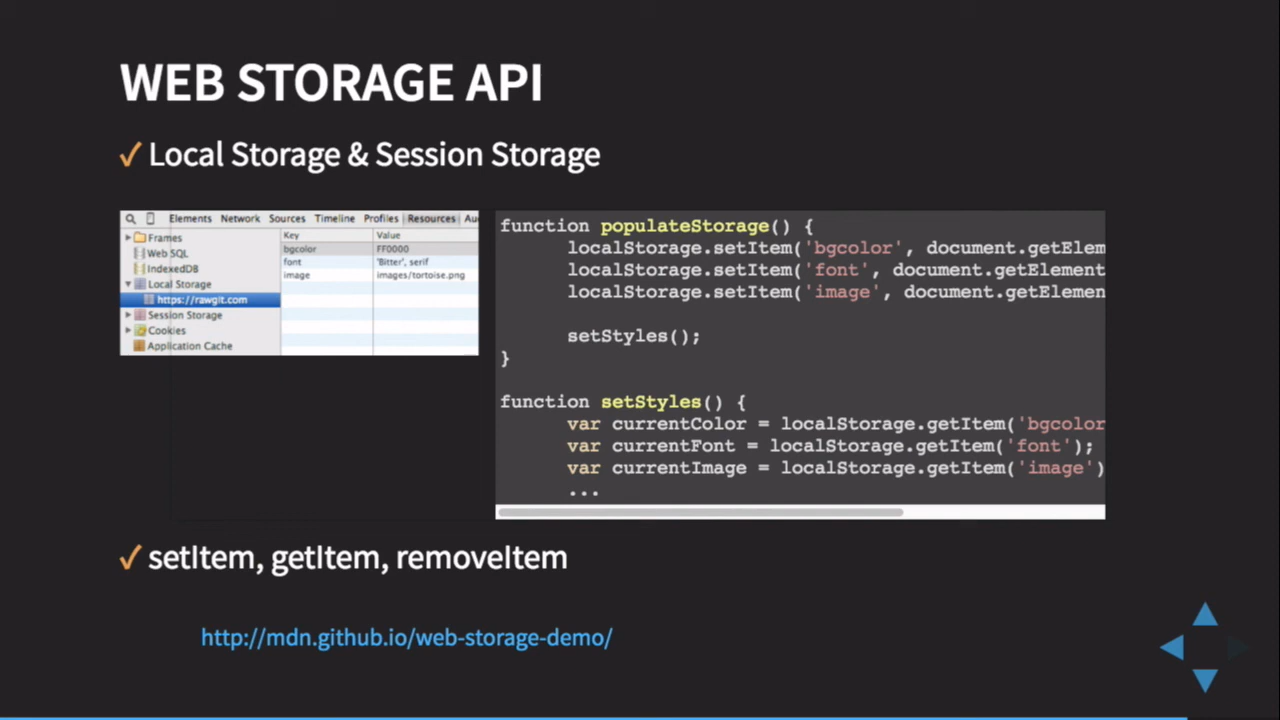 WEB STORAGE API
✓ Local Storage & Session Storage
Elements Network Sources Timeline Profiles Resources Au
Frames
Web SQL
IndexedDB
Local Storage
https://rawgit.com
Session Storage
Cookies
Application Cache
Key Value
bgcolor FF0000
font 'Bitter', serif
image images/tortoise.png
function populateStorage() {
localStorage.setItem('bgcolor', document.getElem
localStorage.setItem('font', document.getElement
localStorage.setItem('image', document.getElemen
setStyles();
}
function setStyles() {
var currentColor = localStorage.getItem('bgcolor
var currentFont = localStorage.getItem('font');
var currentImage = localStorage.getItem('image')
...
✓ setItem, getItem, removeItem
http://mdn.github.io/web-storage-demo/